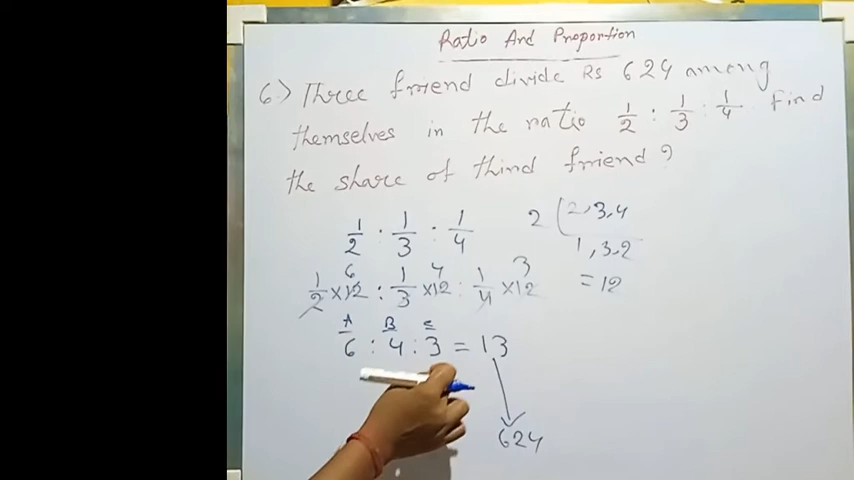 Ratio And Proportion
6) Three friend divide Rs 624 among
themselves in the ratio 1/2 : 1/3 : 1/4 . Find
the share of third friend ?
1/2 : 1/3 : 1/4
2 | 2, 3, 4
1, 3, 2
= 12
6 4 3
1/2 × 12 : 1/3 × 12 : 1/4 × 12
A B C
6 : 4 : 3 = 13
624